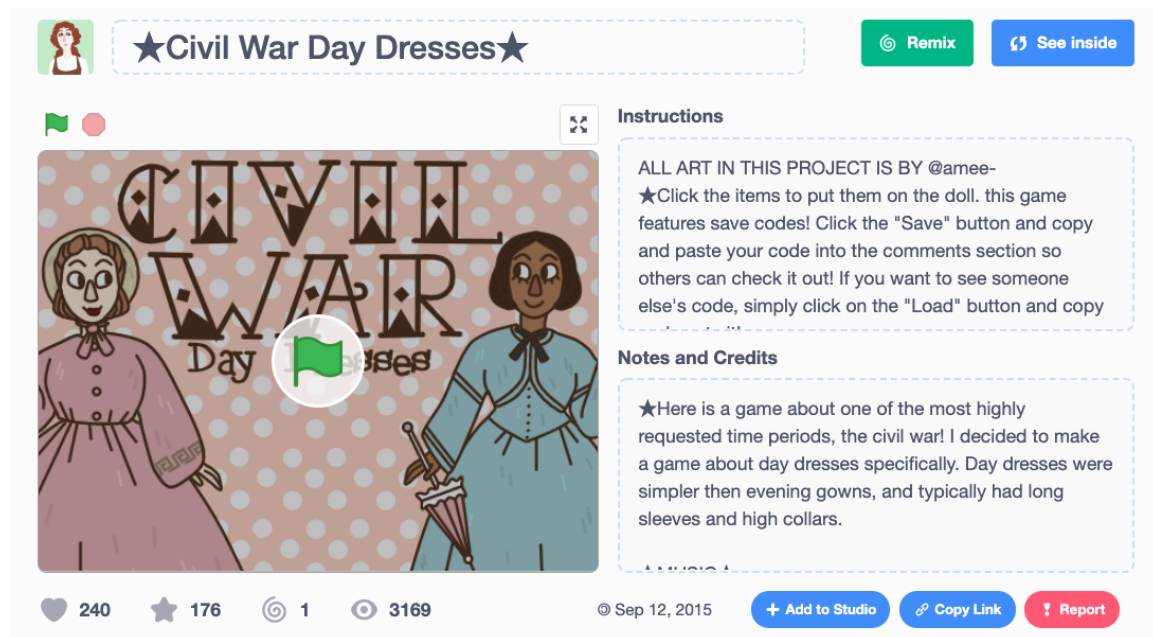 ★Civil War Day Dresses★
Remix
See inside
CIVIL
WAR
Day
Instructions
ALL ART IN THIS PROJECT IS BY @amee-
★Click the items to put them on the doll. this game
features save codes! Click the "Save" button and copy
and paste your code into the comments section so
others can check it out! If you want to see someone
else's code, simply click on the "Load" button and copy
Notes and Credits
★Here is a game about one of the most highly
requested time periods, the civil war! I decided to make
a game about day dresses specifically. Day dresses were
simpler then evening gowns, and typically had long
sleeves and high collars.
★MUSIC★
240
176
1
3169
© Sep 12, 2015
+ Add to Studio
Copy Link
Report